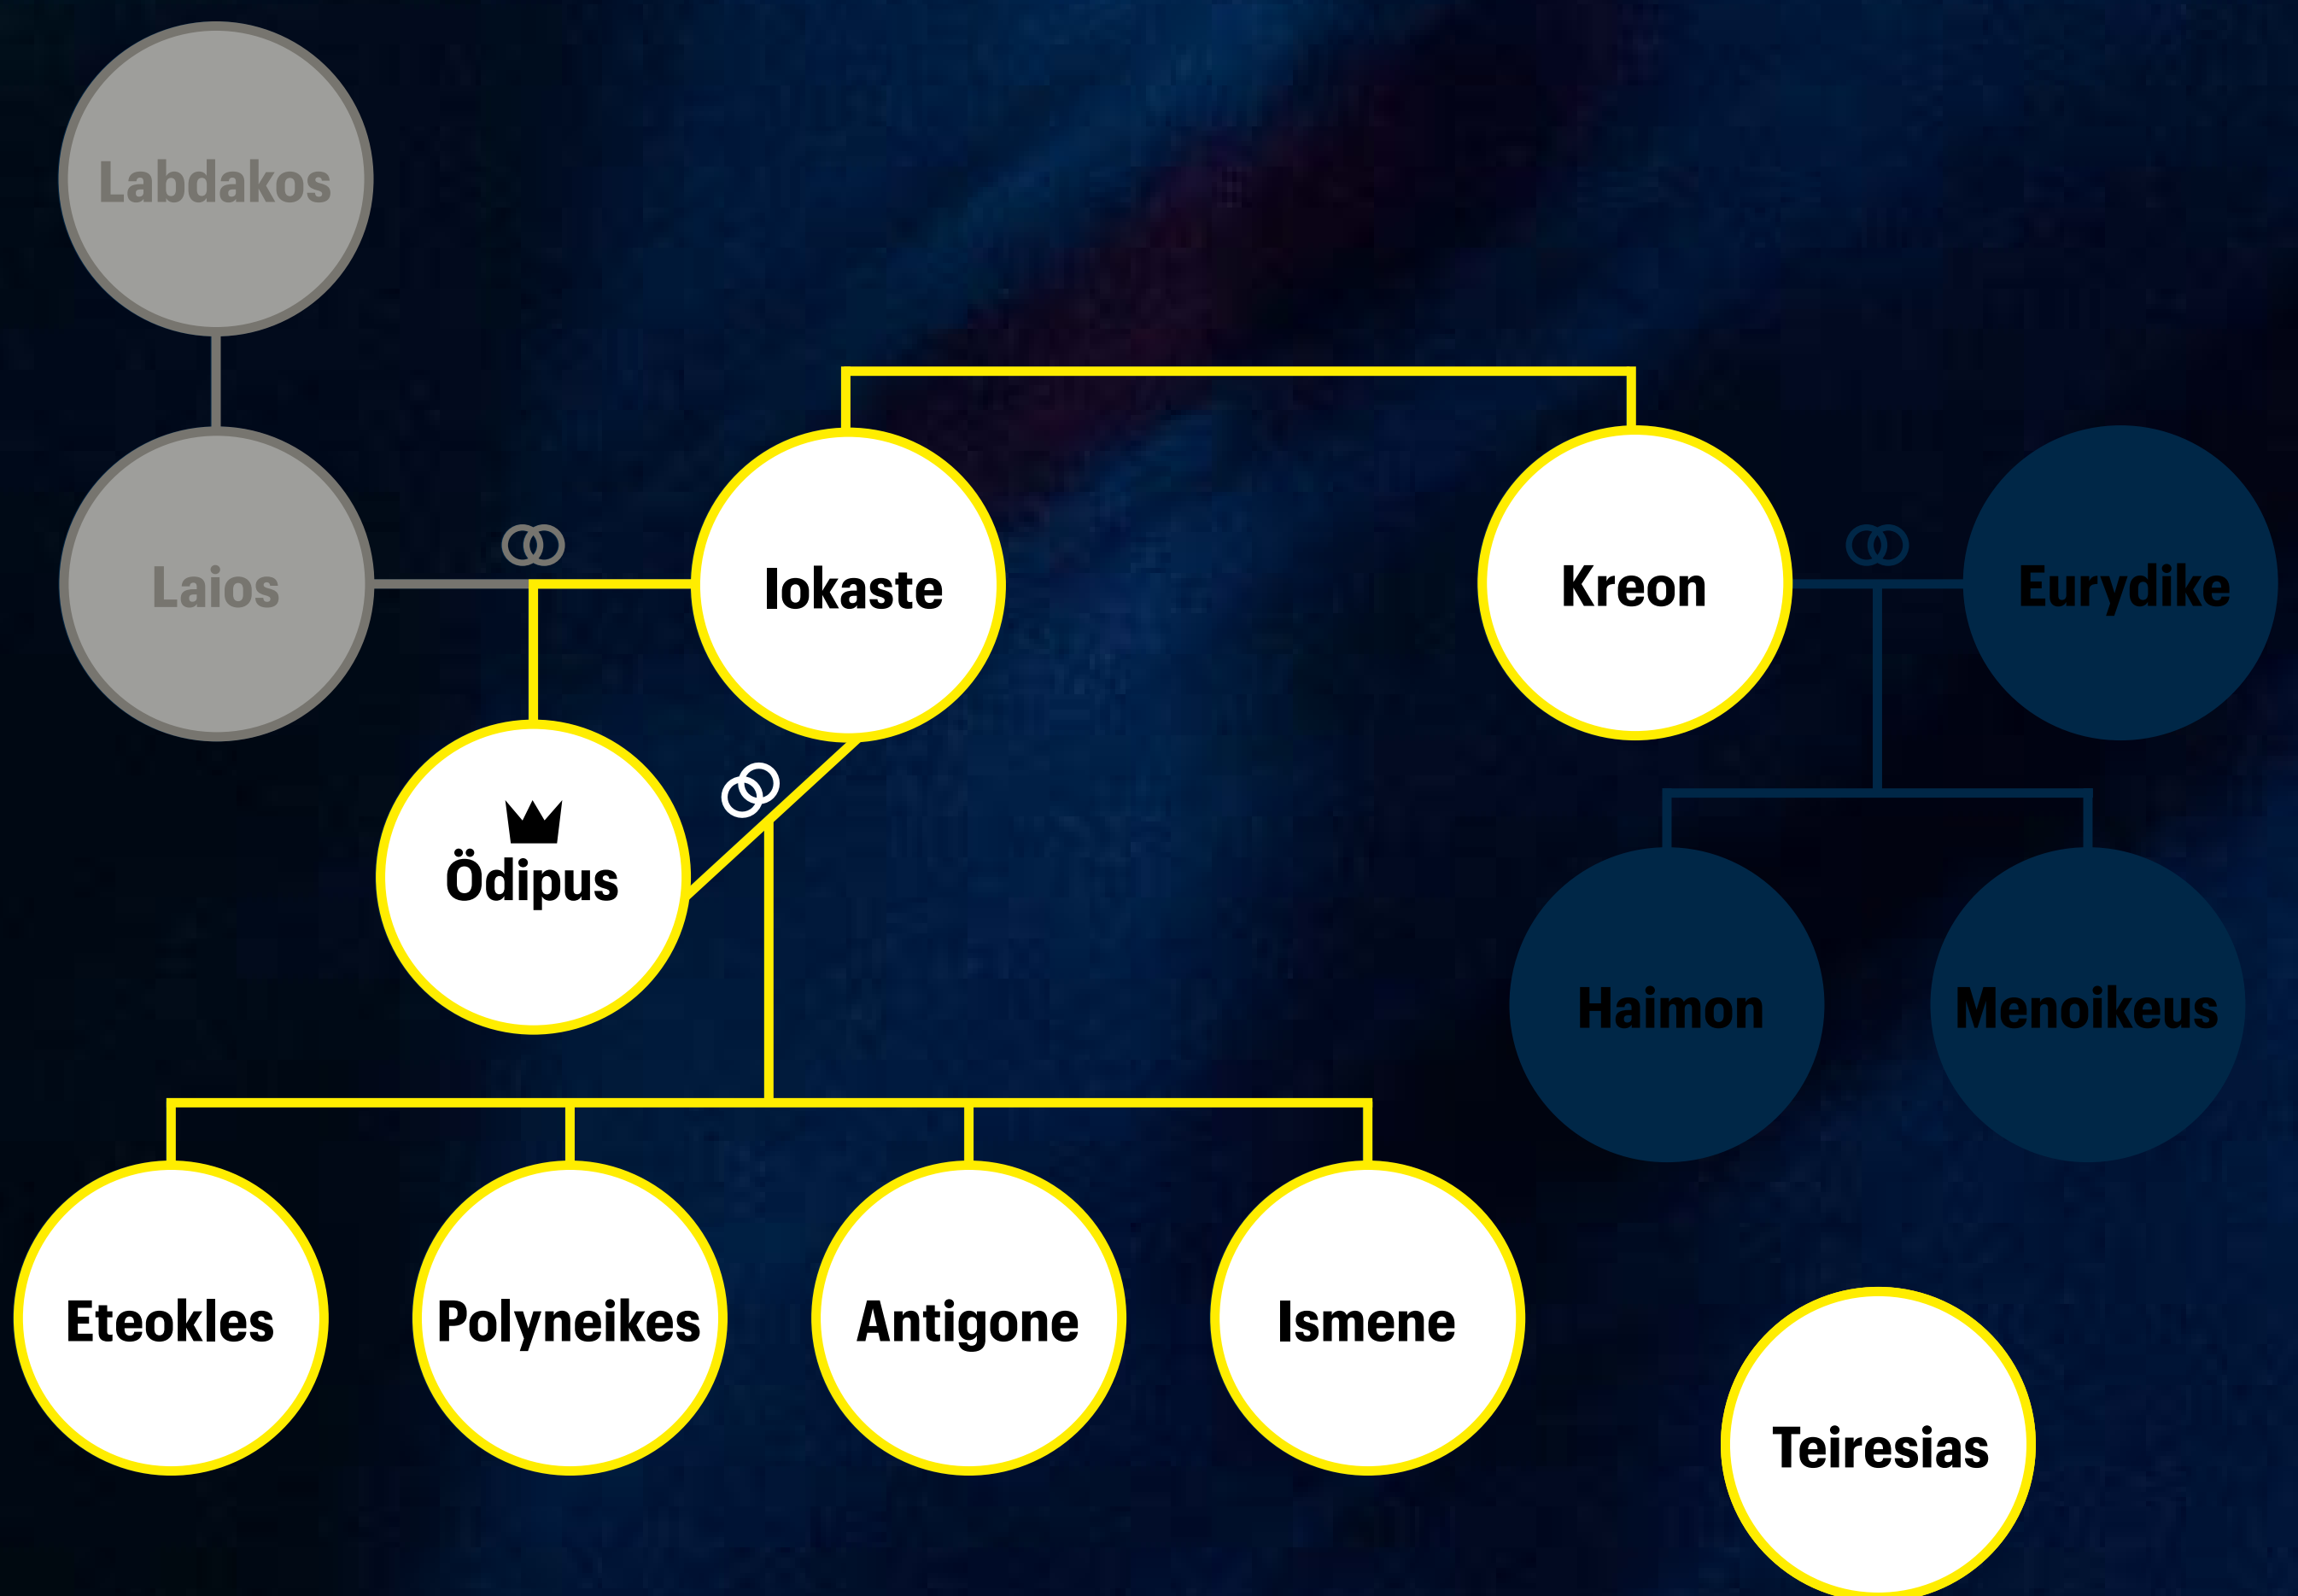 Labdakos
Laios
Iokaste
Kreon
Eurydike
Ödipus
Haimon
Menoikeus
Eteokles
Polyneikes
Antigone
Ismene
Teiresias